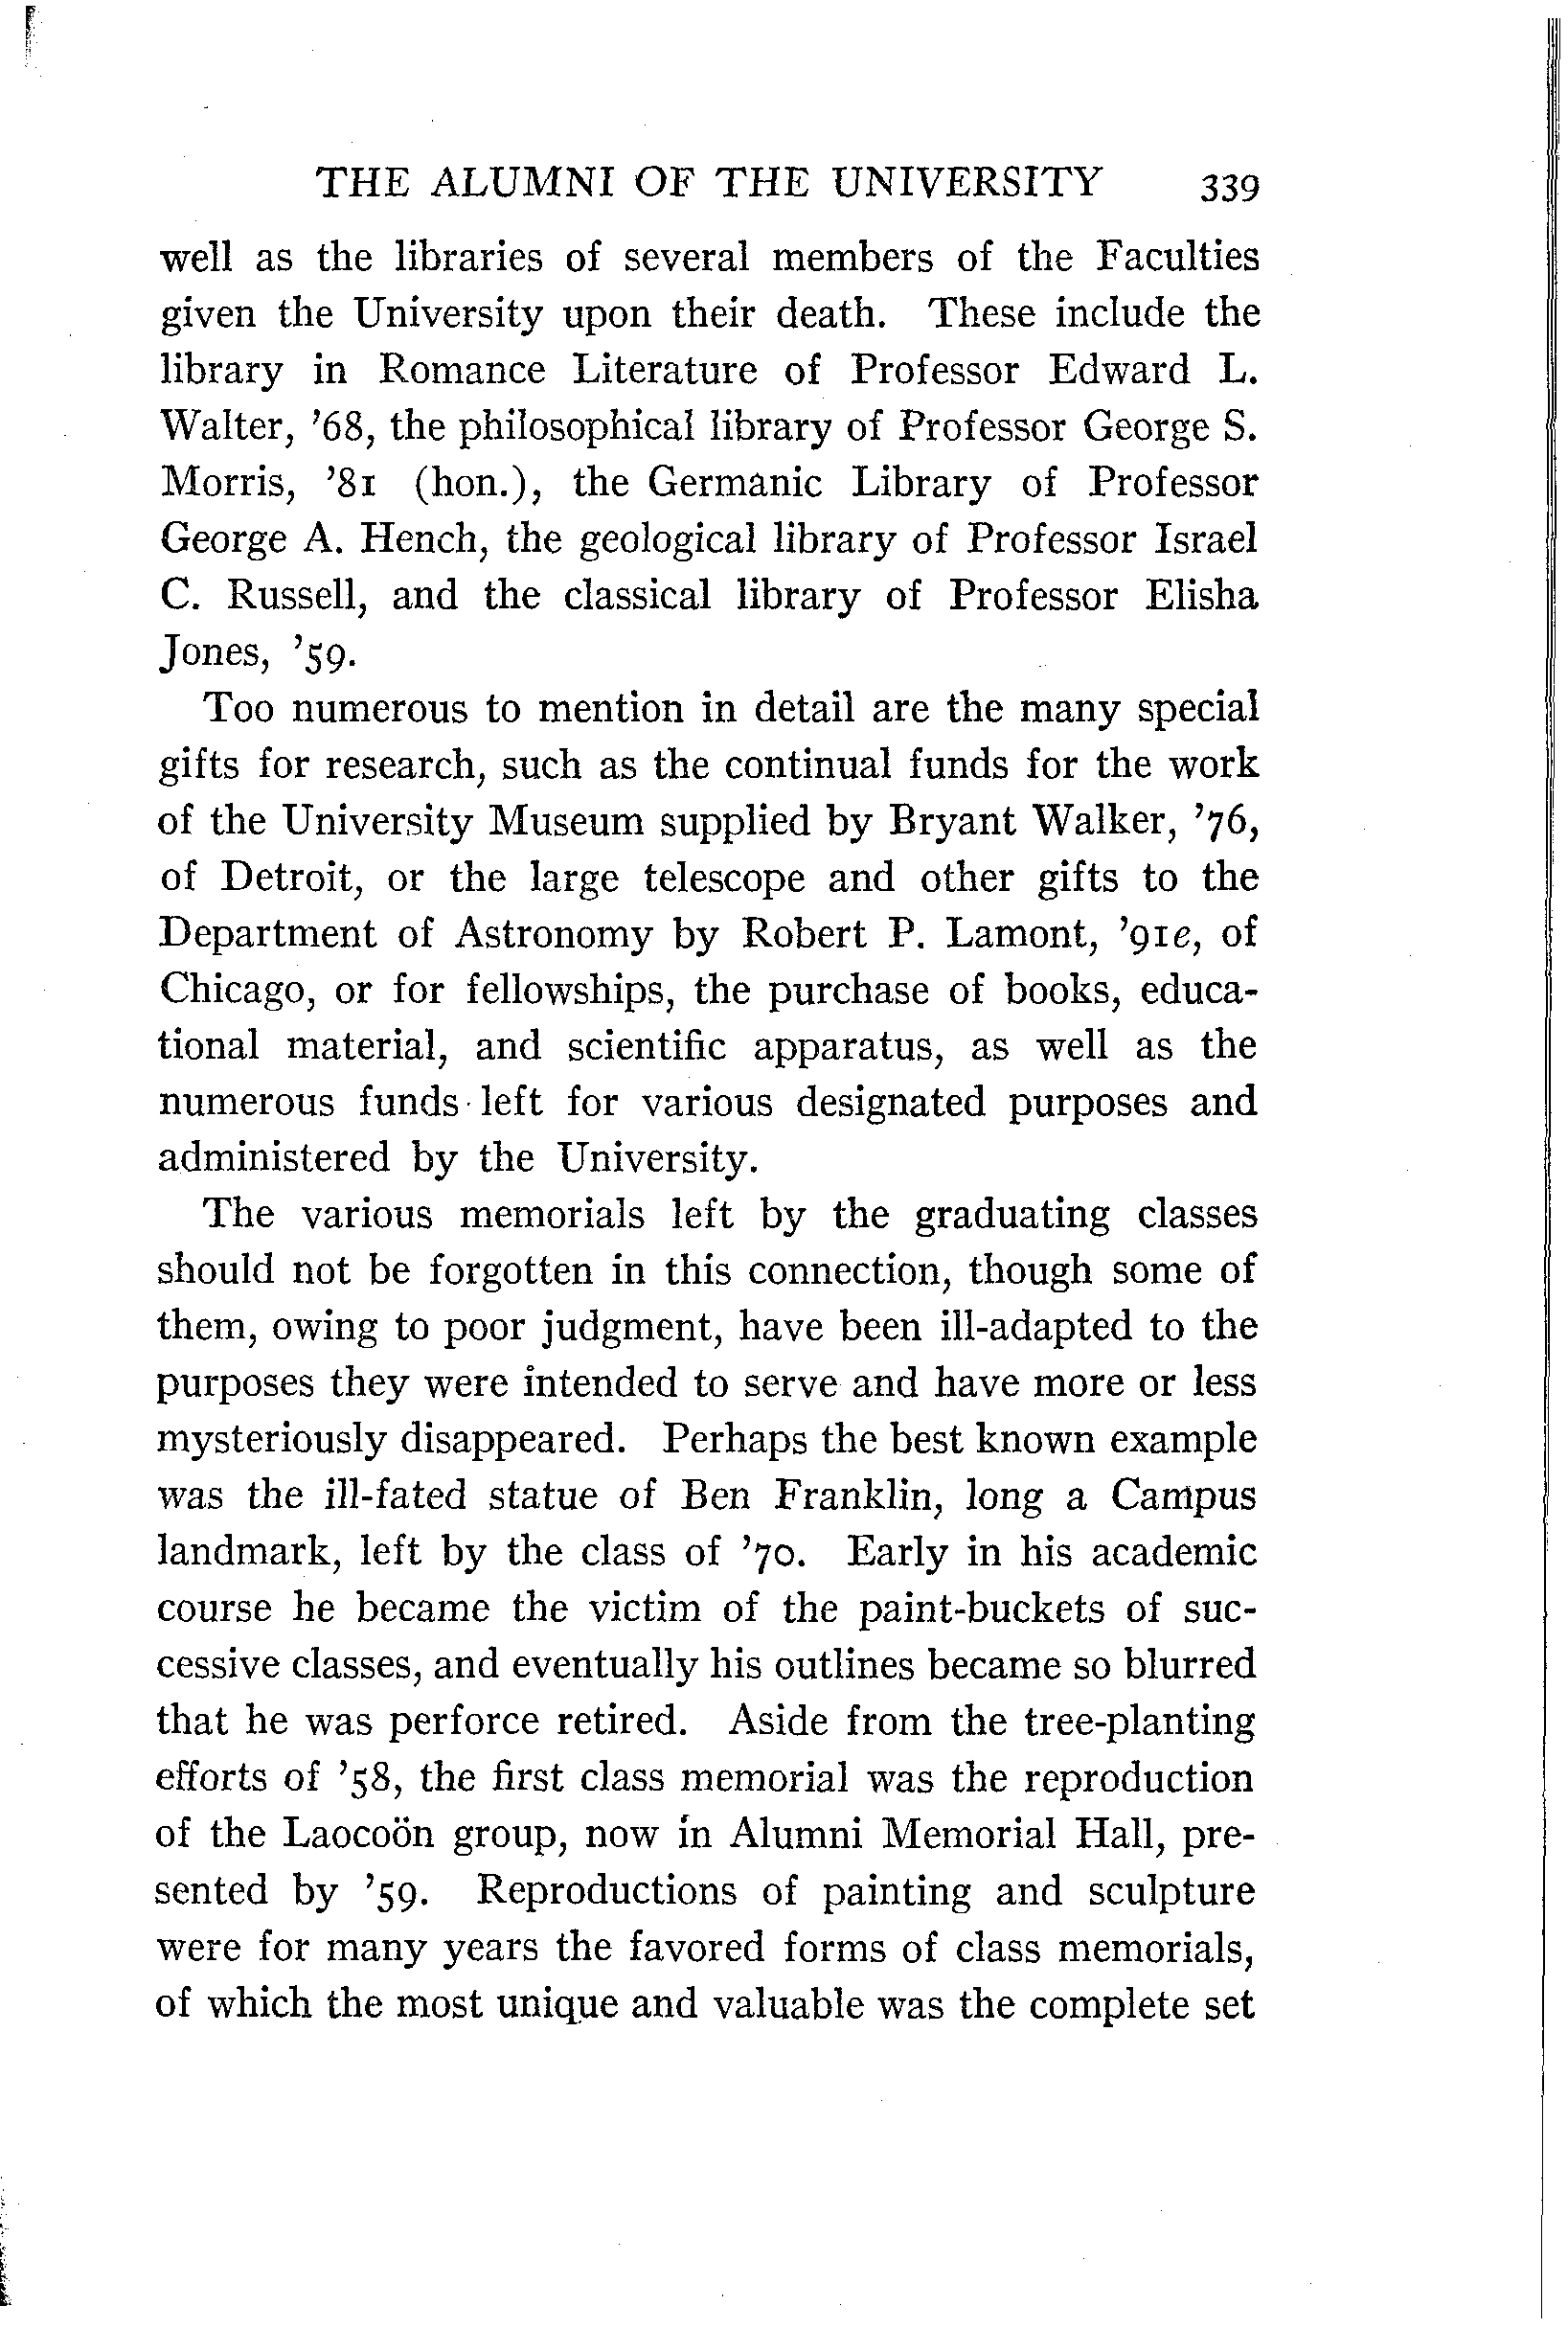 THE ALUMNI OF THE UNIVERSITY 339
well as the libraries of several members of the Faculties
given the University upon their death. These include the
library in Romance Literature of Professor Edward L.
Walter, ’68, the philosophical library of Professor George S.
Morris, ’81 (hon.), the Germanic Library of Professor
George A. Hench, the geological library of Professor Israel
C. Russell, and the classical library of Professor Elisha
Jones, ’59.
Too numerous to mention in detail are the many special
gifts for research, such as the continual funds for the work
of the University Museum supplied by Bryant Walker, ’76,
of Detroit, or the large telescope and other gifts to the
Department of Astronomy by Robert P. Lamont, ’91e, of
Chicago, or for fellowships, the purchase of books, educa-
tional material, and scientific apparatus, as well as the
numerous funds left for various designated purposes and
administered by the University.
The various memorials left by the graduating classes
should not be forgotten in this connection, though some of
them, owing to poor judgment, have been ill-adapted to the
purposes they were intended to serve and have more or less
mysteriously disappeared. Perhaps the best known example
was the ill-fated statue of Ben Franklin, long a Campus
landmark, left by the class of ’70. Early in his academic
course he became the victim of the paint-buckets of suc-
cessive classes, and eventually his outlines became so blurred
that he was perforce retired. Aside from the tree-planting
efforts of ’58, the first class memorial was the reproduction
of the Laocoön group, now in Alumni Memorial Hall, pre-
sented by ’59. Reproductions of painting and sculpture
were for many years the favored forms of class memorials,
of which the most unique and valuable was the complete set